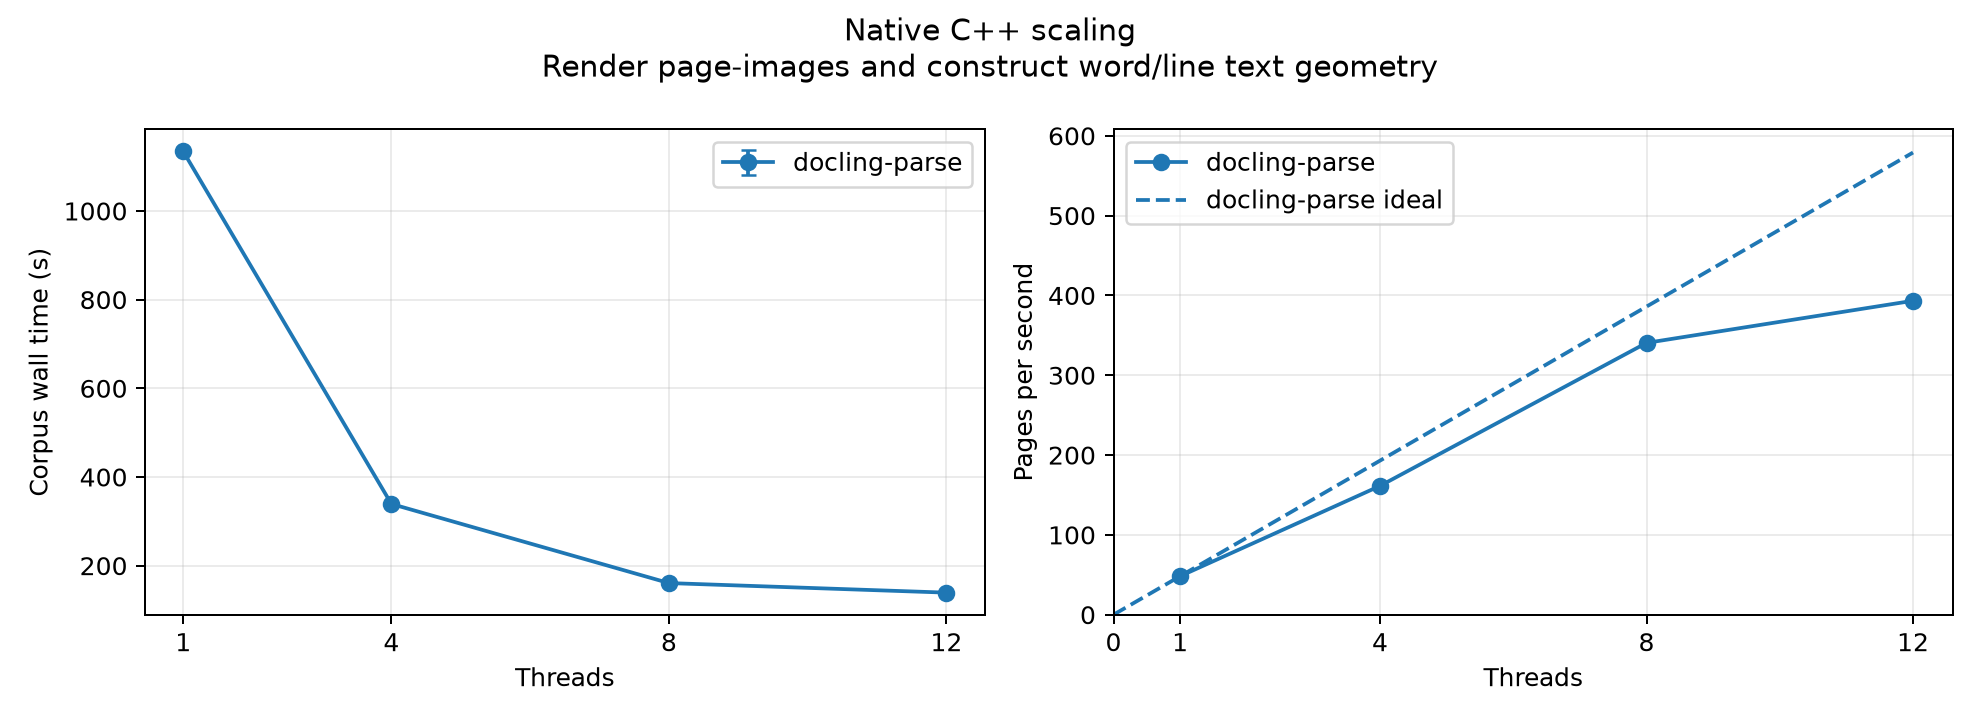 Native C++ scaling
Render page-images and construct word/line text geometry
Corpus wall time (s)
1000
800
600
400
200
1 4 8 12
Threads
docling-parse
Pages per second
600
500
400
300
200
100
0
0 1 4 8 12
Threads
docling-parse
docling-parse ideal